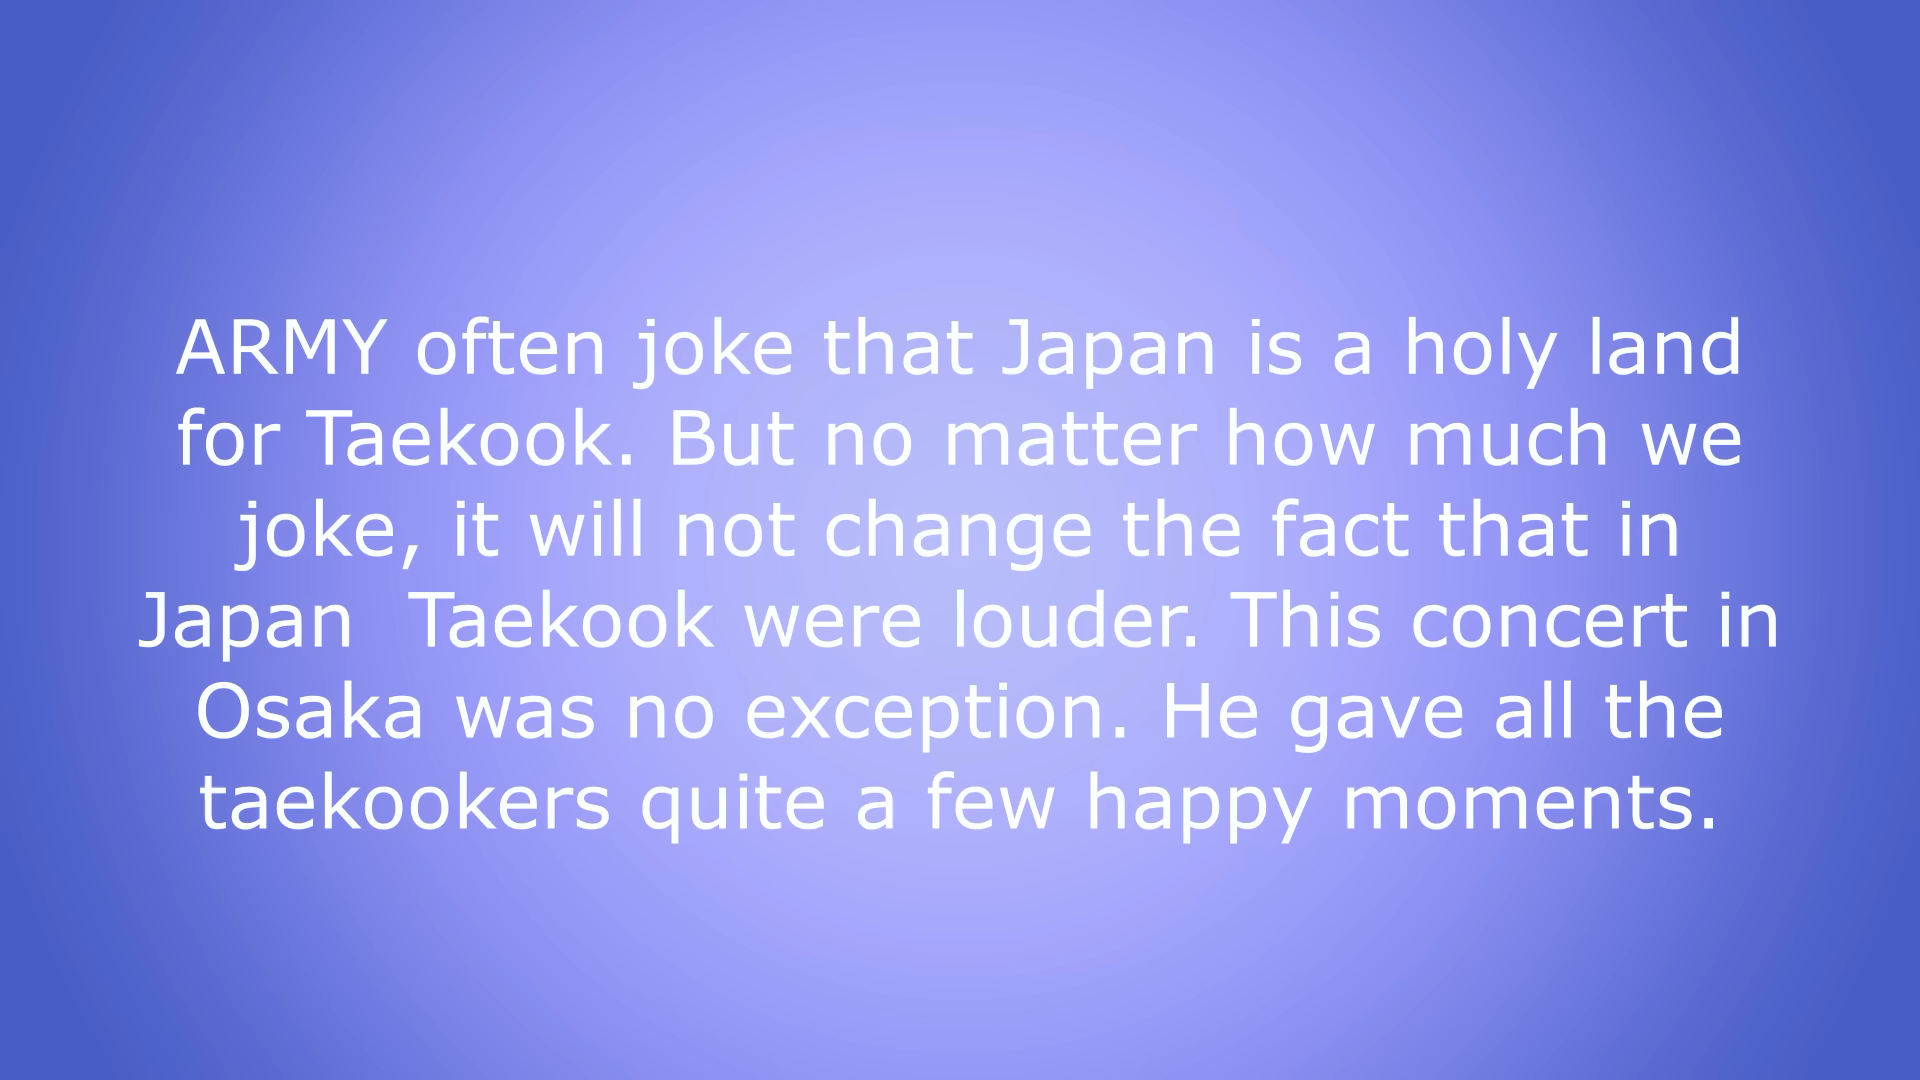 ARMY often joke that Japan is a holy land
for Taekook. But no matter how much we
joke, it will not change the fact that in
Japan  Taekook were louder. This concert in
Osaka was no exception. He gave all the
taekookers quite a few happy moments.